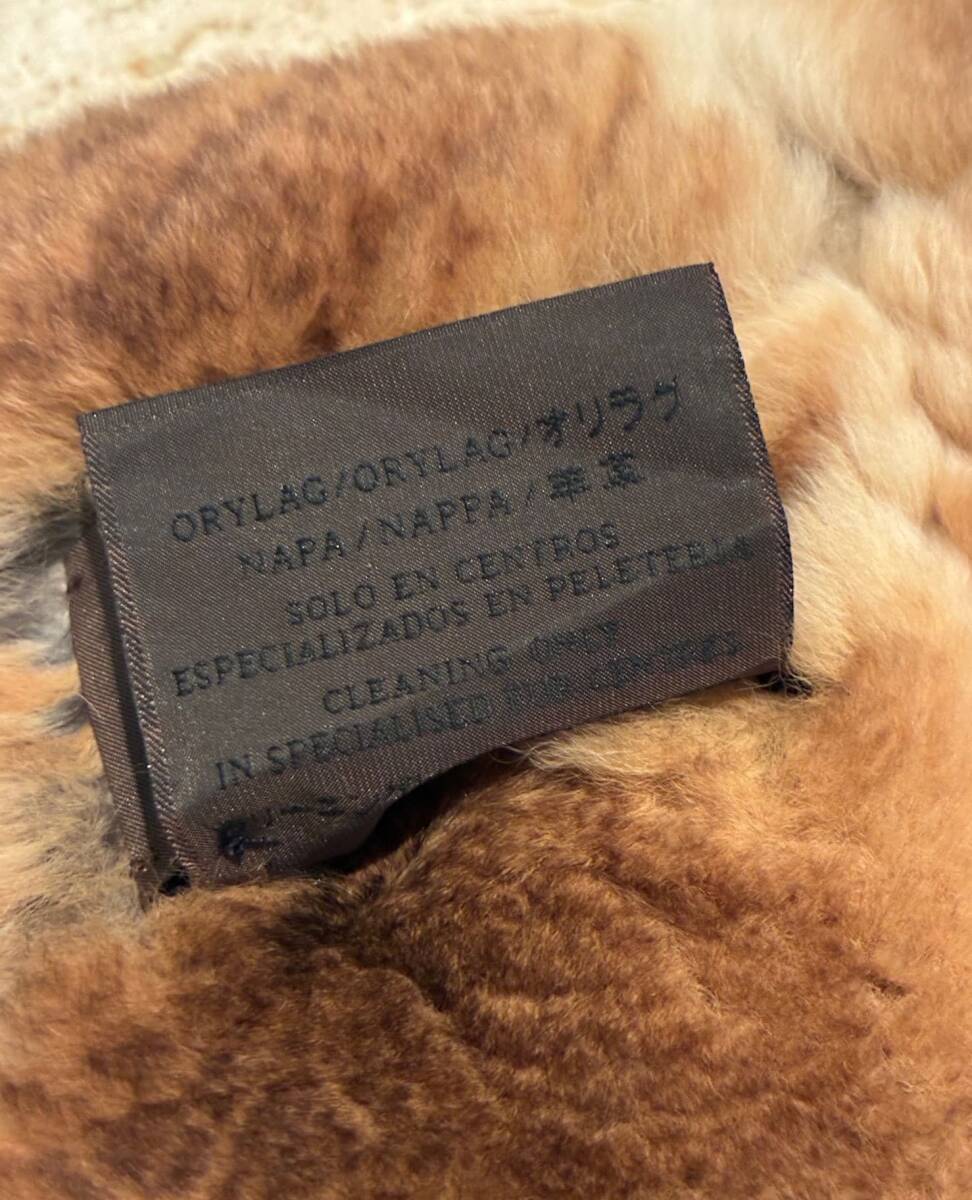 ORYLAG/ORYLAG/オリラグ
NAPA/NAPPA/皮革
SOLO EN CENTROS
ESPECIALIZADOS EN PELETERIA
CLEANING ONLY
IN SPECIALISED FUR CENTRES